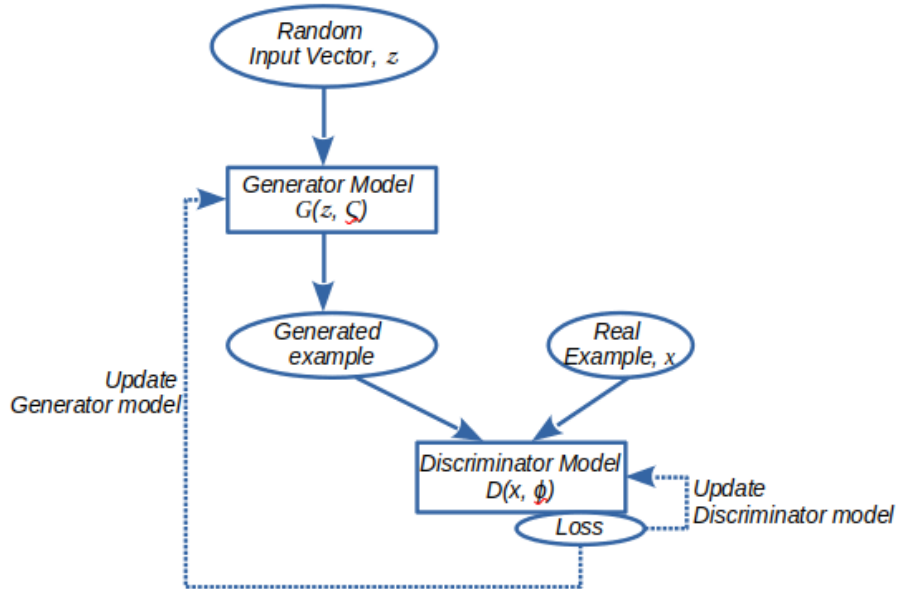 Random
Input Vector, z
Generator Model
G(z, ς)
Generated
example
Real
Example, x
Update
Generator model
Discriminator Model
D(x, ϕ)
Update
Discriminator model
Loss